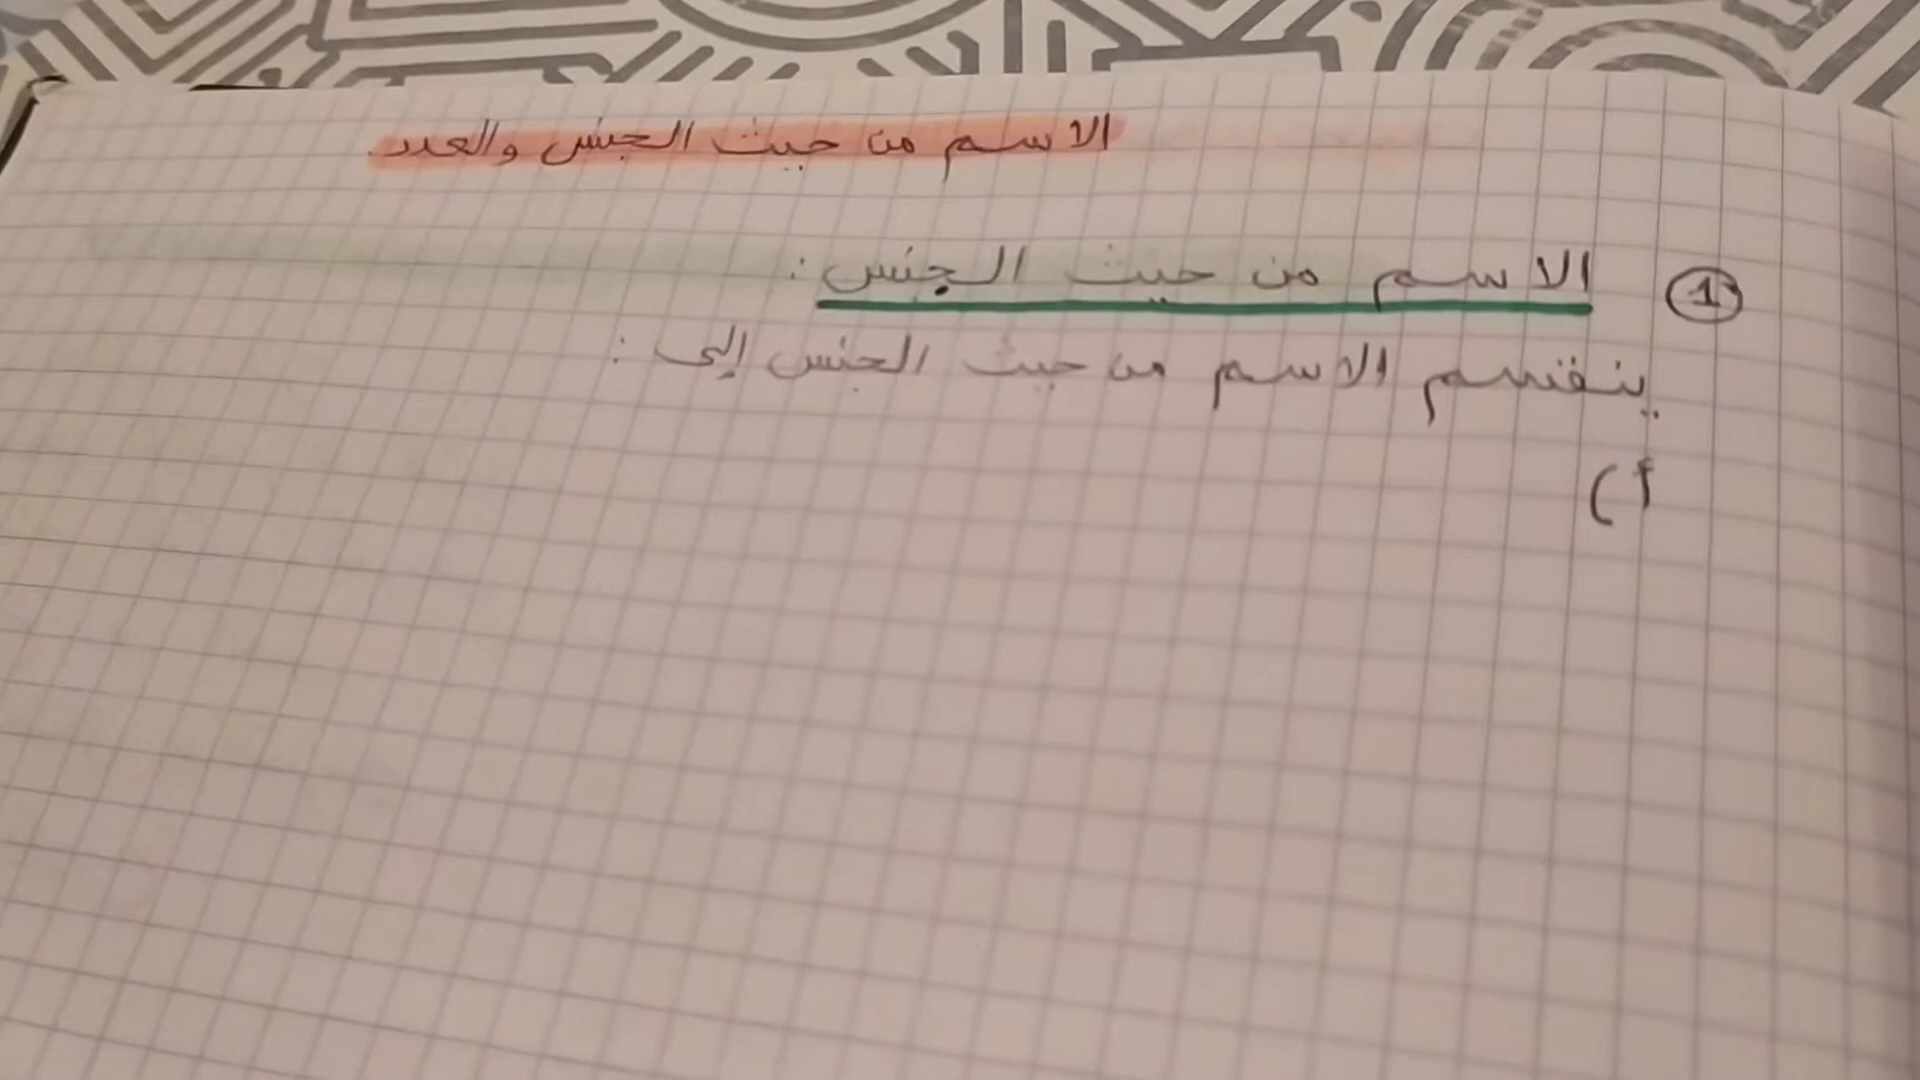 الاسم من حيث الجنس والعدد.
① الاسم من حيث الجنس :
ينقسم الاسم من حيث الجنس إلى :
أ)